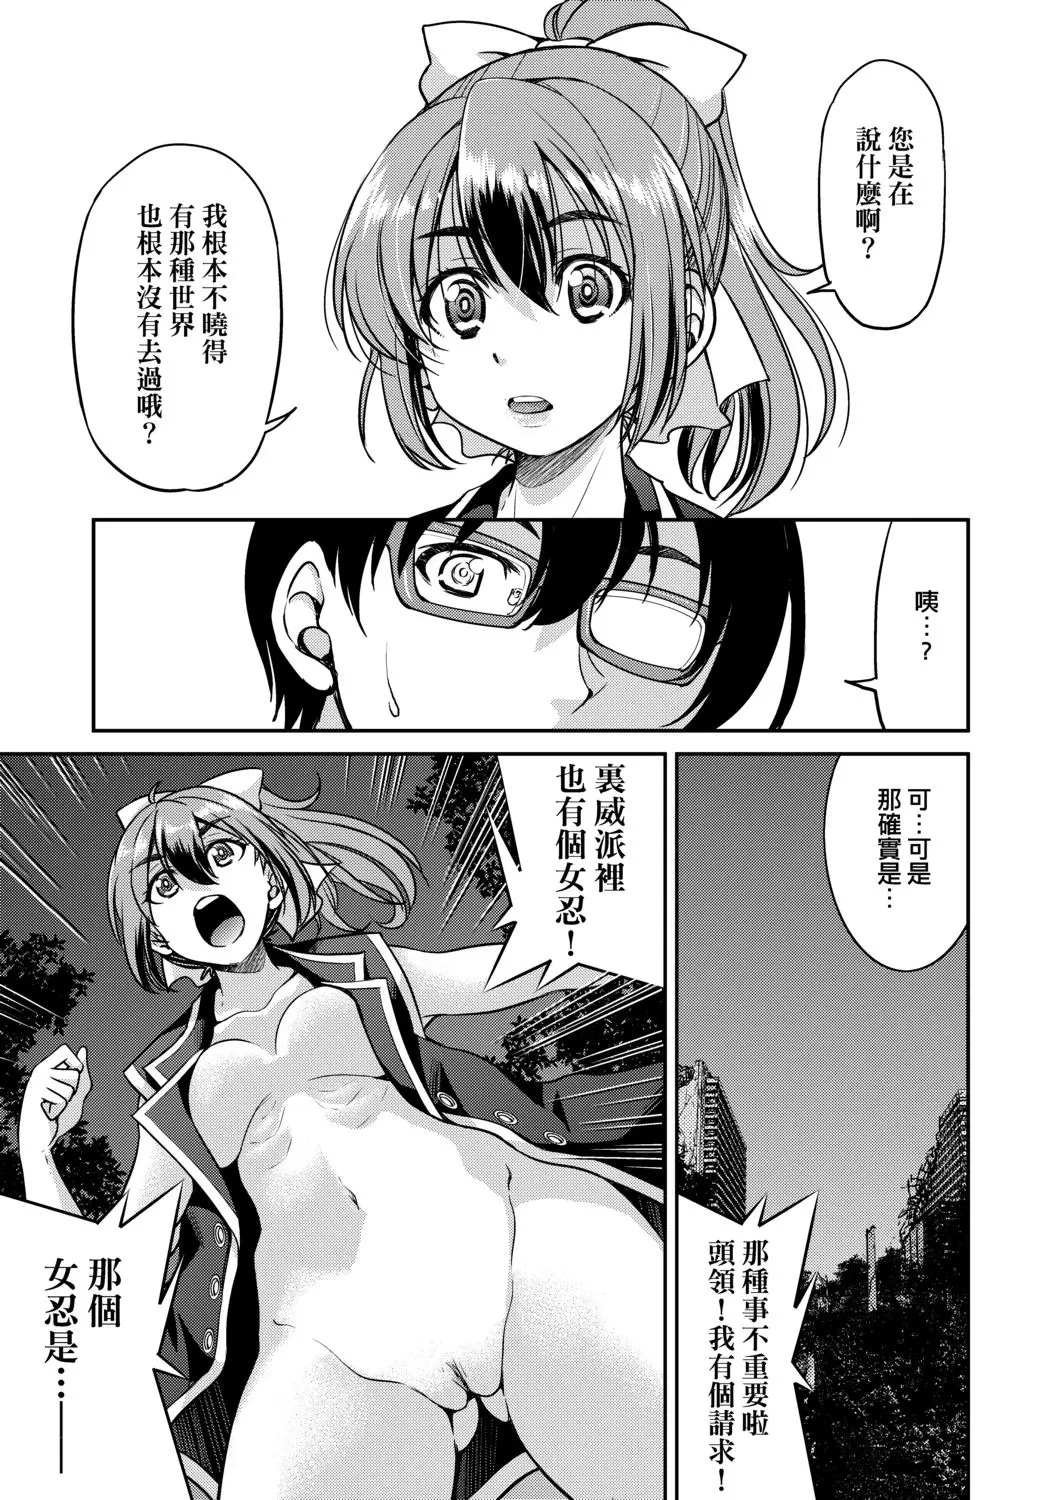 您是在
說什麼啊？
我根本不曉得
有那種世界
也根本沒有去過哦？
咦…？
可…可是
那確實是…
那種事不重要啦
頭領！我有個請求！
裏威派裡
也有個女忍！
那個
女忍是…——